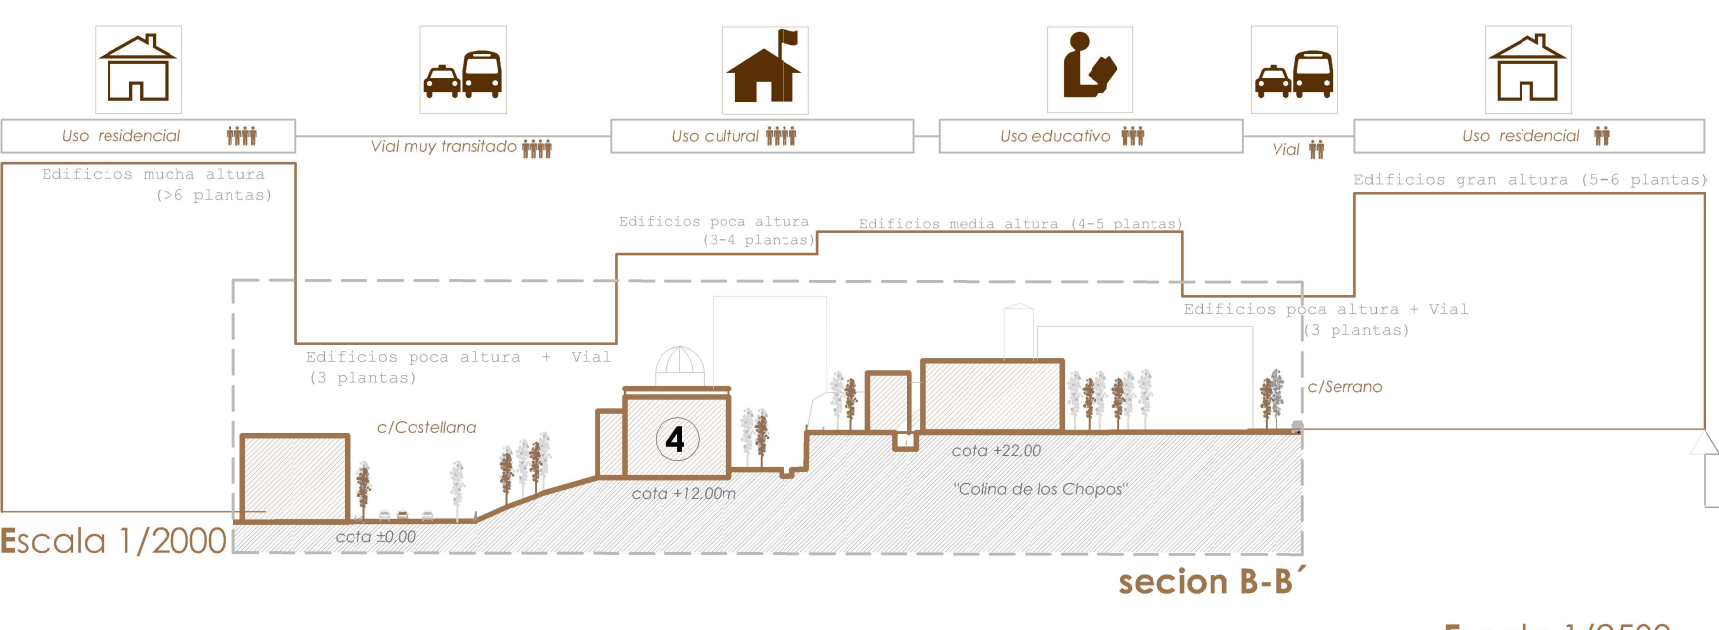 Uso residencial
Vial muy transitado
Uso cultural
Uso educativo
Vial
Uso residencial
Edificios mucha altura
(>6 plantas)
Edificios poca altura + Vial
(3 plantas)
Edificios poca altura
(3-4 plantas)
Edificios media altura (4-5 plantas)
Edificios poca altura + Vial
(3 plantas)
Edificios gran altura (5-6 plantas)
c/Castellana
4
c/Serrano
cota +22,00
"Colina de los Chopos"
cota +12,00m
cota ±0,00
Escala 1/2000
secion B-B´